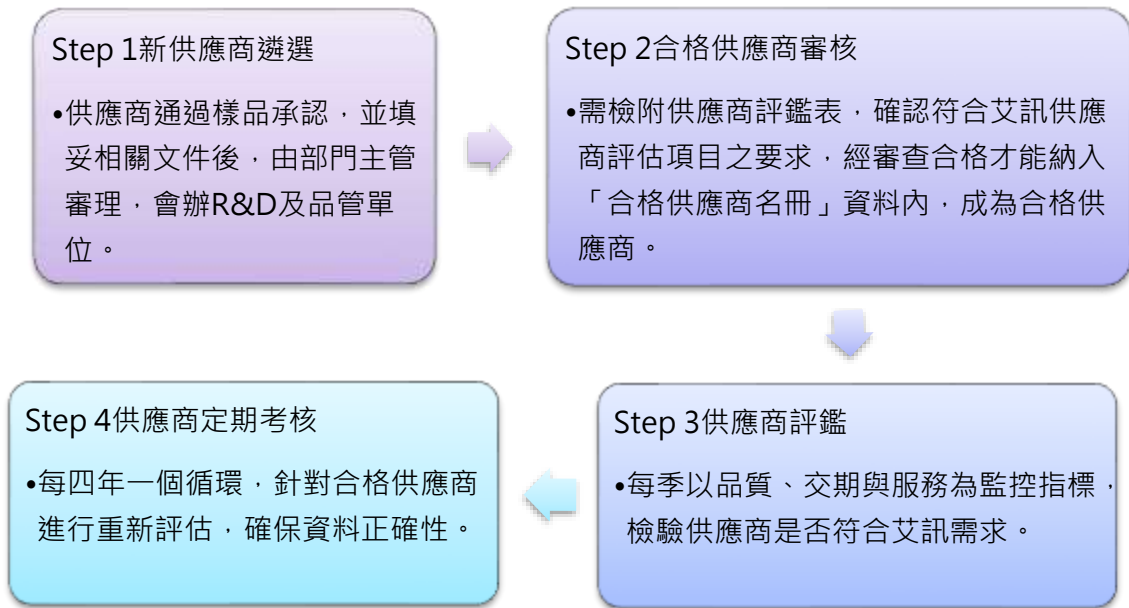 Step 1新供應商遴選
•供應商通過樣品承認，並填
妥相關文件後，由部門主管
審理，會辦R&D及品管單
位。
Step 2合格供應商審核
•需檢附供應商評鑑表，確認符合艾訊供應
商評估項目之要求，經審查合格才能納入
「合格供應商名冊」資料內，成為合格供
應商。
Step 3供應商評鑑
•每季以品質、交期與服務為監控指標，
檢驗供應商是否符合艾訊需求。
Step 4供應商定期考核
•每四年一個循環，針對合格供應商
進行重新評估，確保資料正確性。